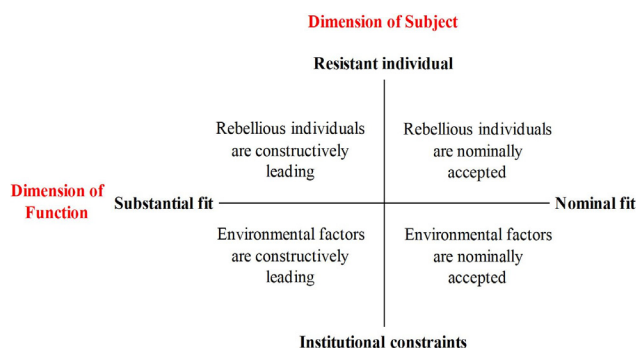 Dimension of Subject
Resistant individual
Rebellious individuals
are constructively
leading
Rebellious individuals
are nominally
accepted
Dimension of
Function
Substantial fit
Nominal fit
Environmental factors
are constructively
leading
Environmental factors
are nominally
accepted
Institutional constraints